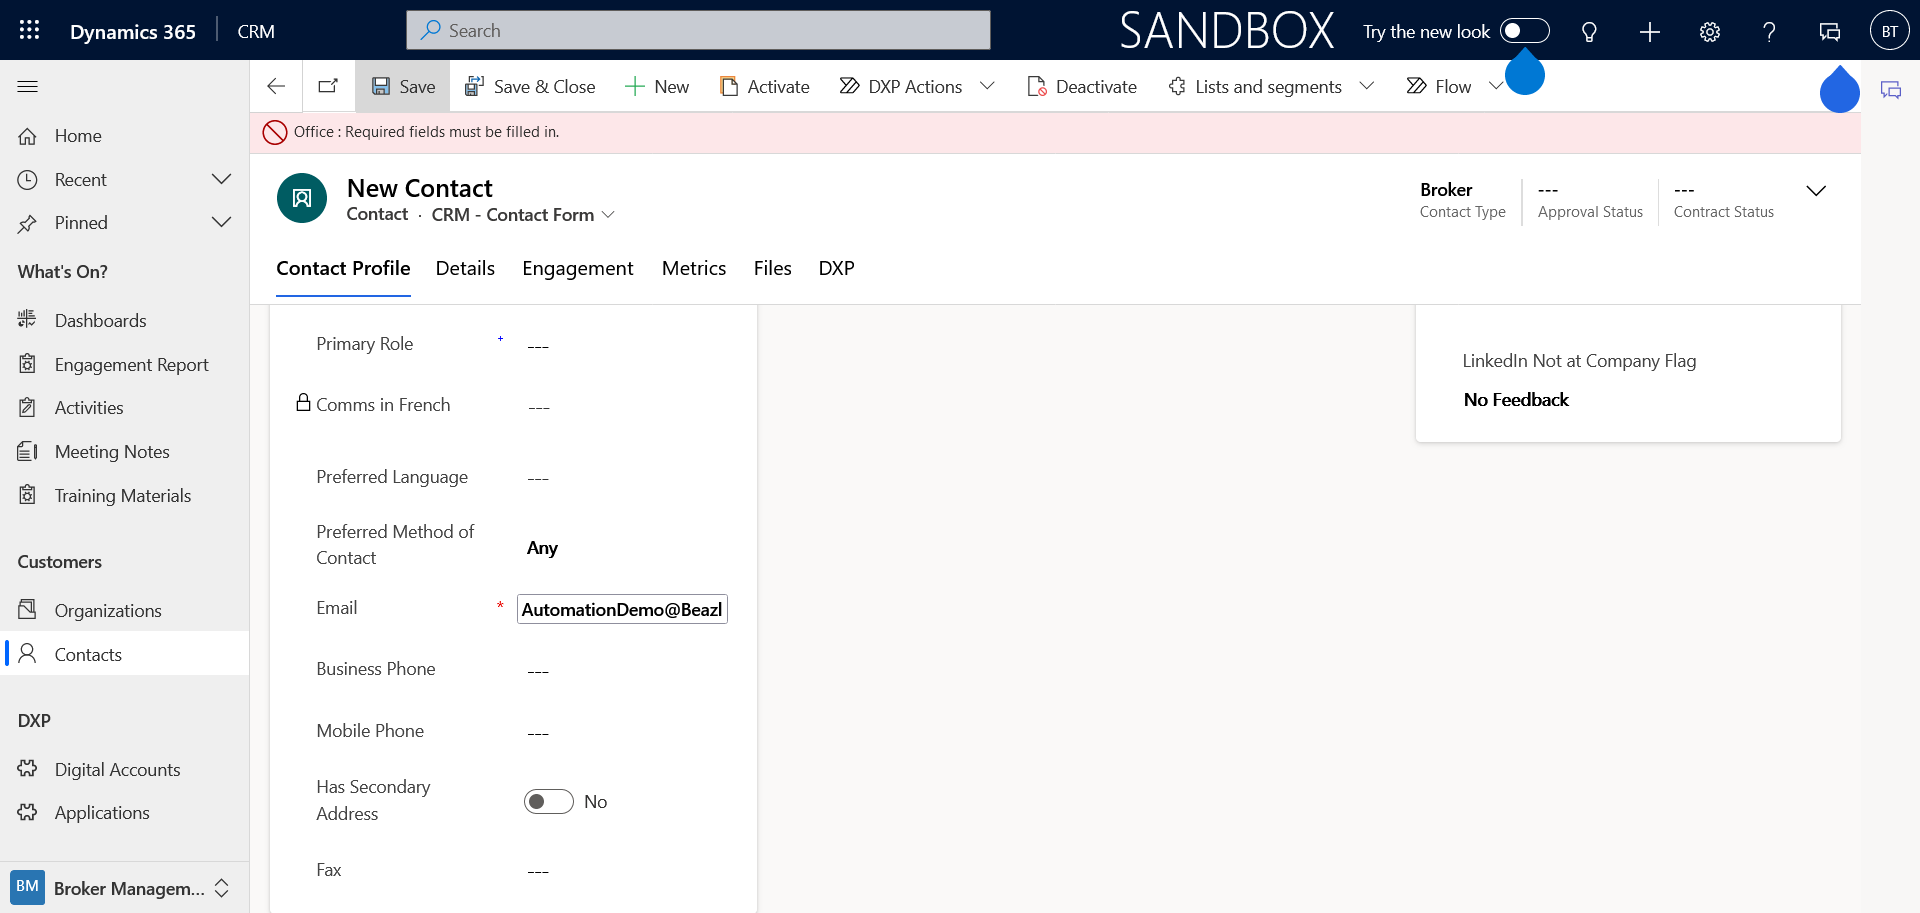 Dynamics 365
CRM
Search
SANDBOX
Try the new look
BT
Save
Save & Close
New
Activate
DXP Actions
Deactivate
Lists and segments
Flow
Office : Required fields must be filled in.
Home
Recent
Pinned
What's On?
Dashboards
Engagement Report
Activities
Meeting Notes
Training Materials
Customers
Organizations
Contacts
DXP
Digital Accounts
Applications
BM
Broker Managem...
New Contact
Contact · CRM - Contact Form
Broker
Contact Type
---
Approval Status
---
Contract Status
Contact Profile
Details
Engagement
Metrics
Files
DXP
Primary Role + ---
Comms in French ---
Preferred Language ---
Preferred Method of
Contact
Any
Email * AutomationDemo@Beazl
Business Phone ---
Mobile Phone ---
Has Secondary
Address
No
Fax ---
LinkedIn Not at Company Flag
No Feedback